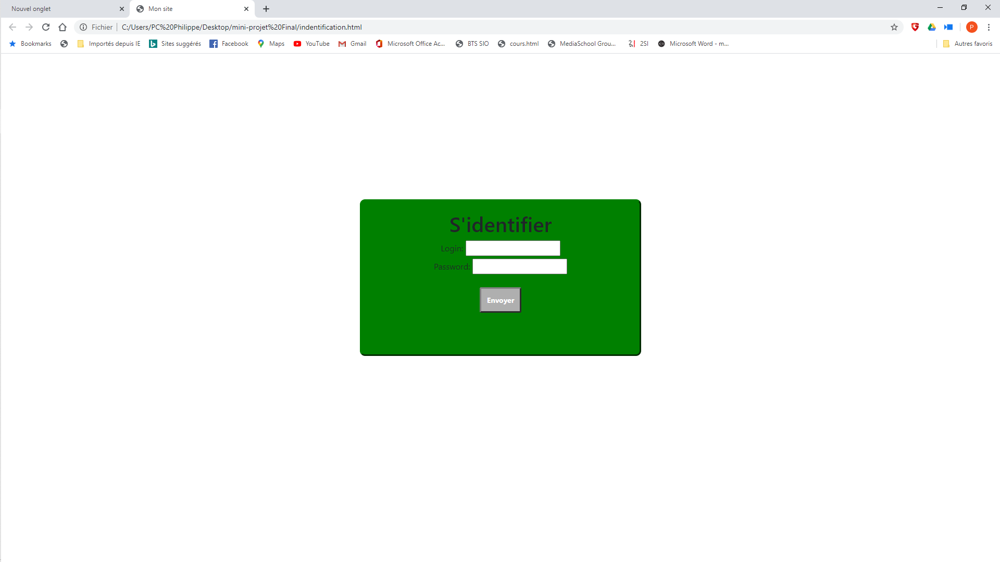 Nouvel onglet
Mon site
Fichier
C:/Users/PC%20Philippe/Desktop/mini-projet%20Final/indentification.html
P
Bookmarks
Importés depuis IE
Sites suggérés
Facebook
Maps
YouTube
Gmail
Microsoft Office Ac...
BTS SIO
cours.html
MediaSchool Grou...
2SI
Microsoft Word - m...
Autres favoris
S'identifier
Login:
Password:
Envoyer